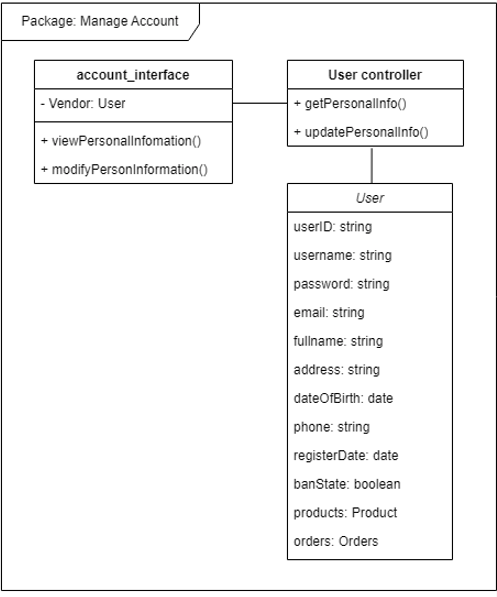 Package: Manage Account
account_interface
- Vendor: User
+ viewPersonalInfomation()
+ modifyPersonInformation()
User controller
+ getPersonalInfo()
+ updatePersonalInfo()
User
userID: string
username: string
password: string
email: string
fullname: string
address: string
dateOfBirth: date
phone: string
registerDate: date
banState: boolean
products: Product
orders: Orders